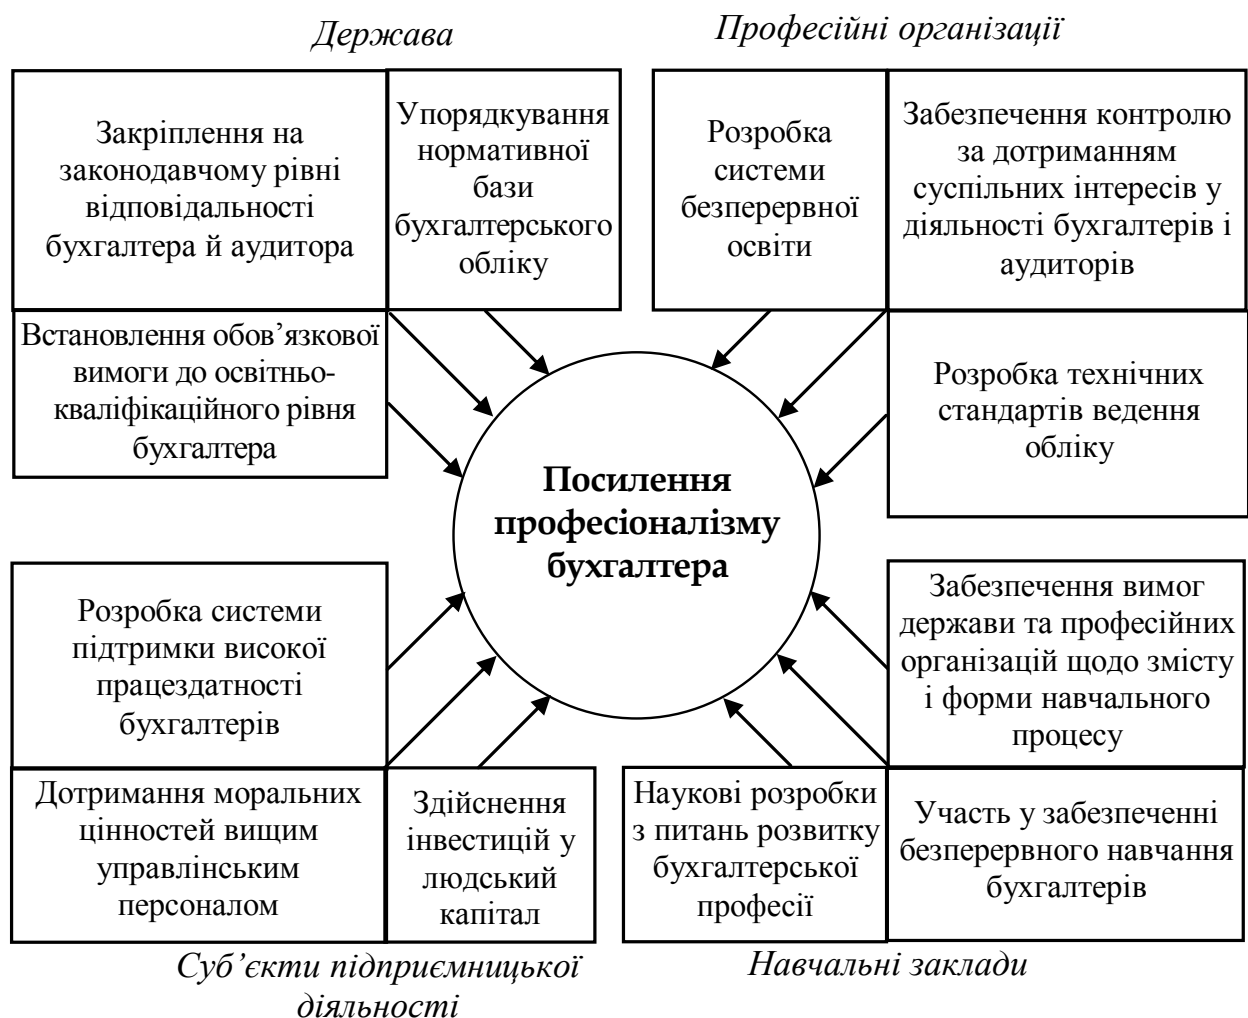 Держава
Професійні організації
Закріплення на
законодавчому рівні
відповідальності
бухгалтера й аудитора
Упорядкування
нормативної
бази
бухгалтерського
обліку
Розробка
системи
безперервної
освіти
Забезпечення контролю
за дотриманням
суспільних інтересів у
діяльності бухгалтерів і
аудиторів
Встановлення обов’язкової
вимоги до освітньо-
кваліфікаційного рівня
бухгалтера
Розробка технічних
стандартів ведення
обліку
Посилення
професіоналізму
бухгалтера
Розробка системи
підтримки високої
працездатності
бухгалтерів
Забезпечення вимог
держави та професійних
організацій щодо змісту
і форми навчального
процесу
Дотримання моральних
цінностей вищим
управлінським
персоналом
Здійснення
інвестицій у
людський
капітал
Наукові розробки
з питань розвитку
бухгалтерської
професії
Участь у забезпеченні
безперервного навчання
бухгалтерів
Суб’єкти підприємницької
діяльності
Навчальні заклади